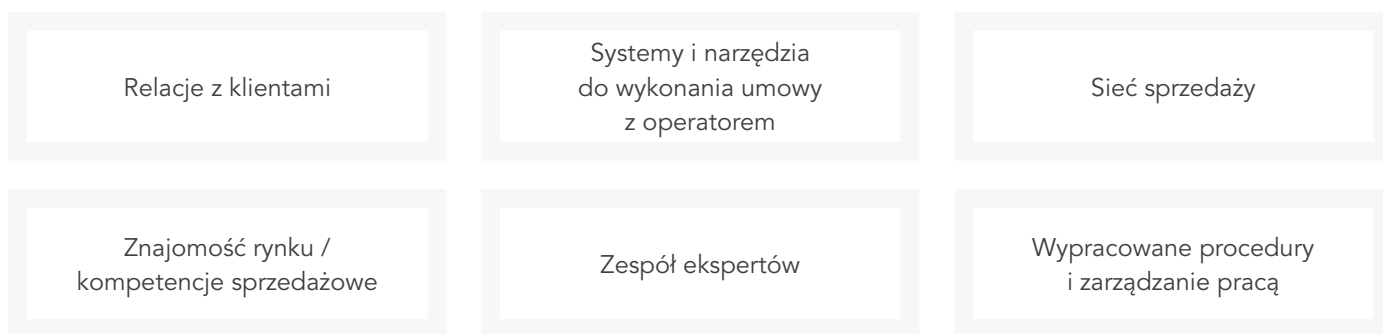 Relacje z klientami
Systemy i narzędzia
do wykonania umowy
z operatorem
Sieć sprzedaży
Znajomość rynku /
kompetencje sprzedażowe
Zespół ekspertów
Wypracowane procedury
i zarządzanie pracą